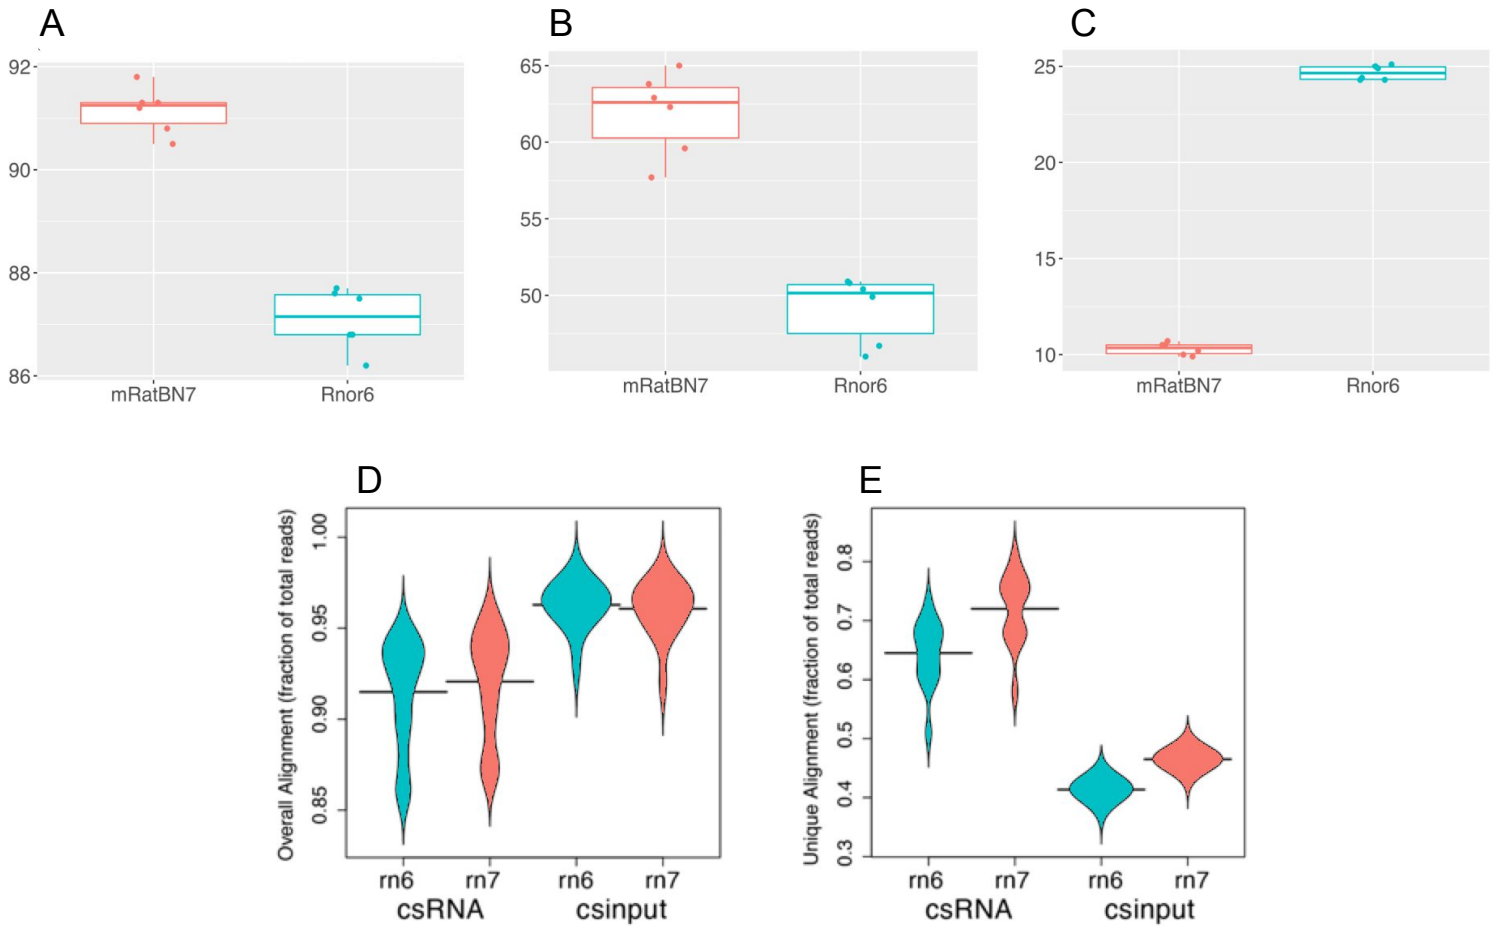 A
92
90
88
86
mRatBN7
Rnor6
B
65
60
55
50
mRatBN7
Rnor6
C
25
20
15
10
mRatBN7
Rnor6
D
Overall Alignment (fraction of total reads)
1.00
0.95
0.90
0.85
rn6
rn7
rn6
rn7
csRNA
csinput
E
Unique Alignment (fraction of total reads)
0.8
0.7
0.6
0.5
0.4
0.3
rn6
rn7
rn6
rn7
csRNA
csinput